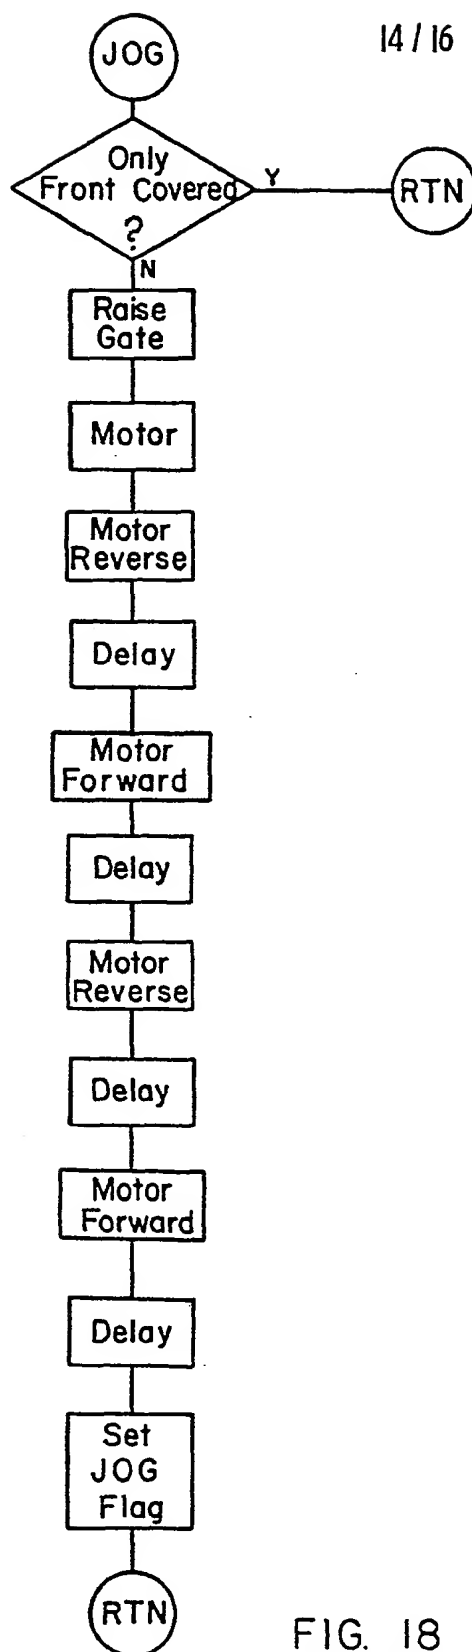 14/16
JOG
Only
Front Covered
?
Y
RTN
N
Raise
Gate
Motor
Motor
Reverse
Delay
Motor
Forward
Delay
Motor
Reverse
Delay
Motor
Forward
Delay
Set
JOG
Flag
RTN
FIG. 18